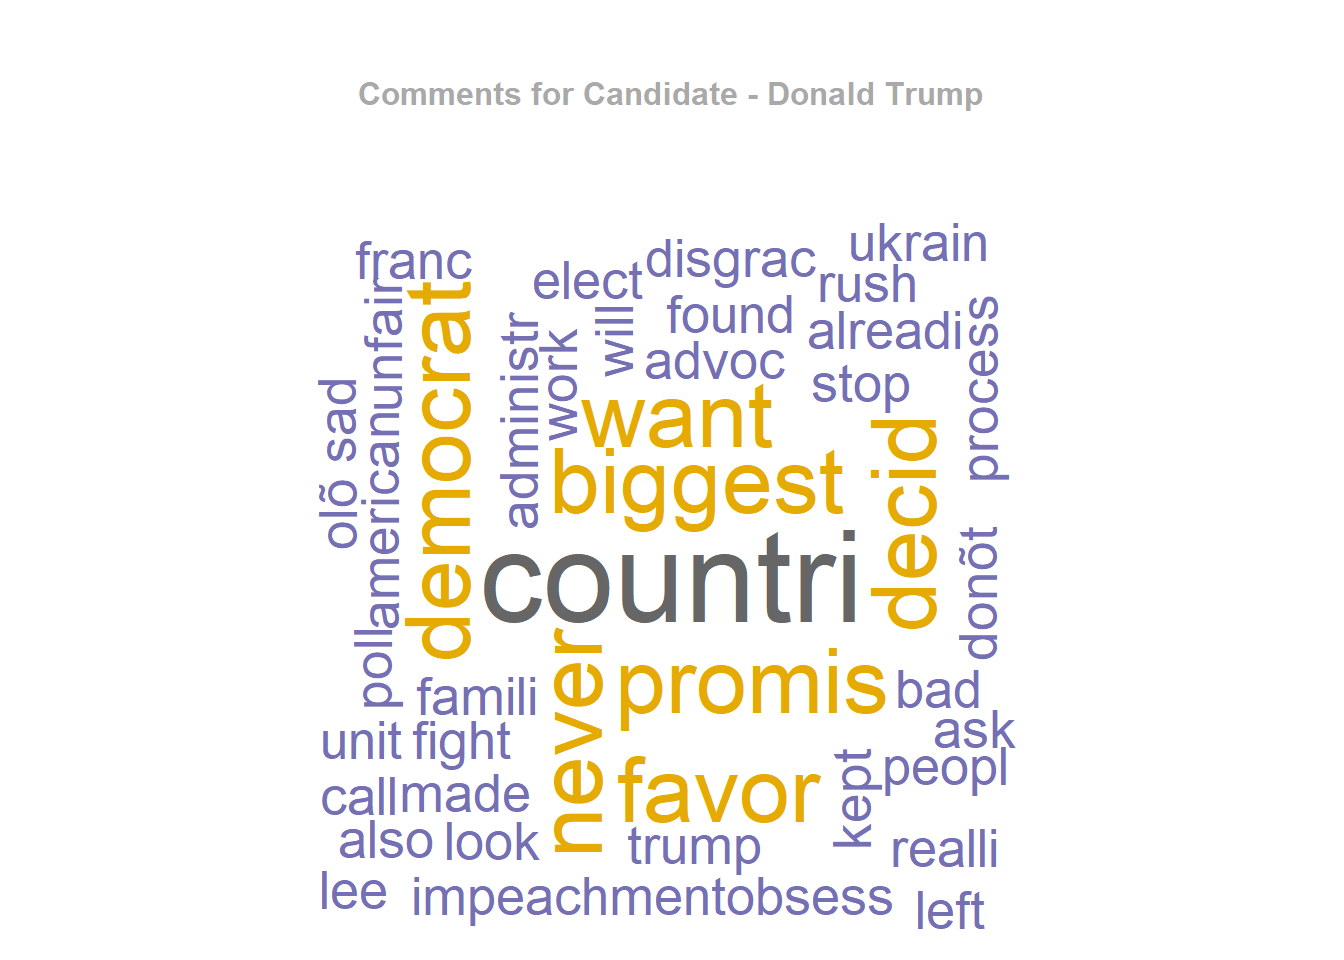 Comments for Candidate - Donald Trump
ukrain
franc
disgrac
elect
rush
unfair
democrat
found
will
alreadi
process
administr
work
advoc
stop
sad
want
american
decid
biggest
olõ
countri
donõt
poll
never
promis
bad
famili
ask
unit
fight
peopl
kept
favor
call
made
also
look
trump
realli
lee
impeachment
obsess
left